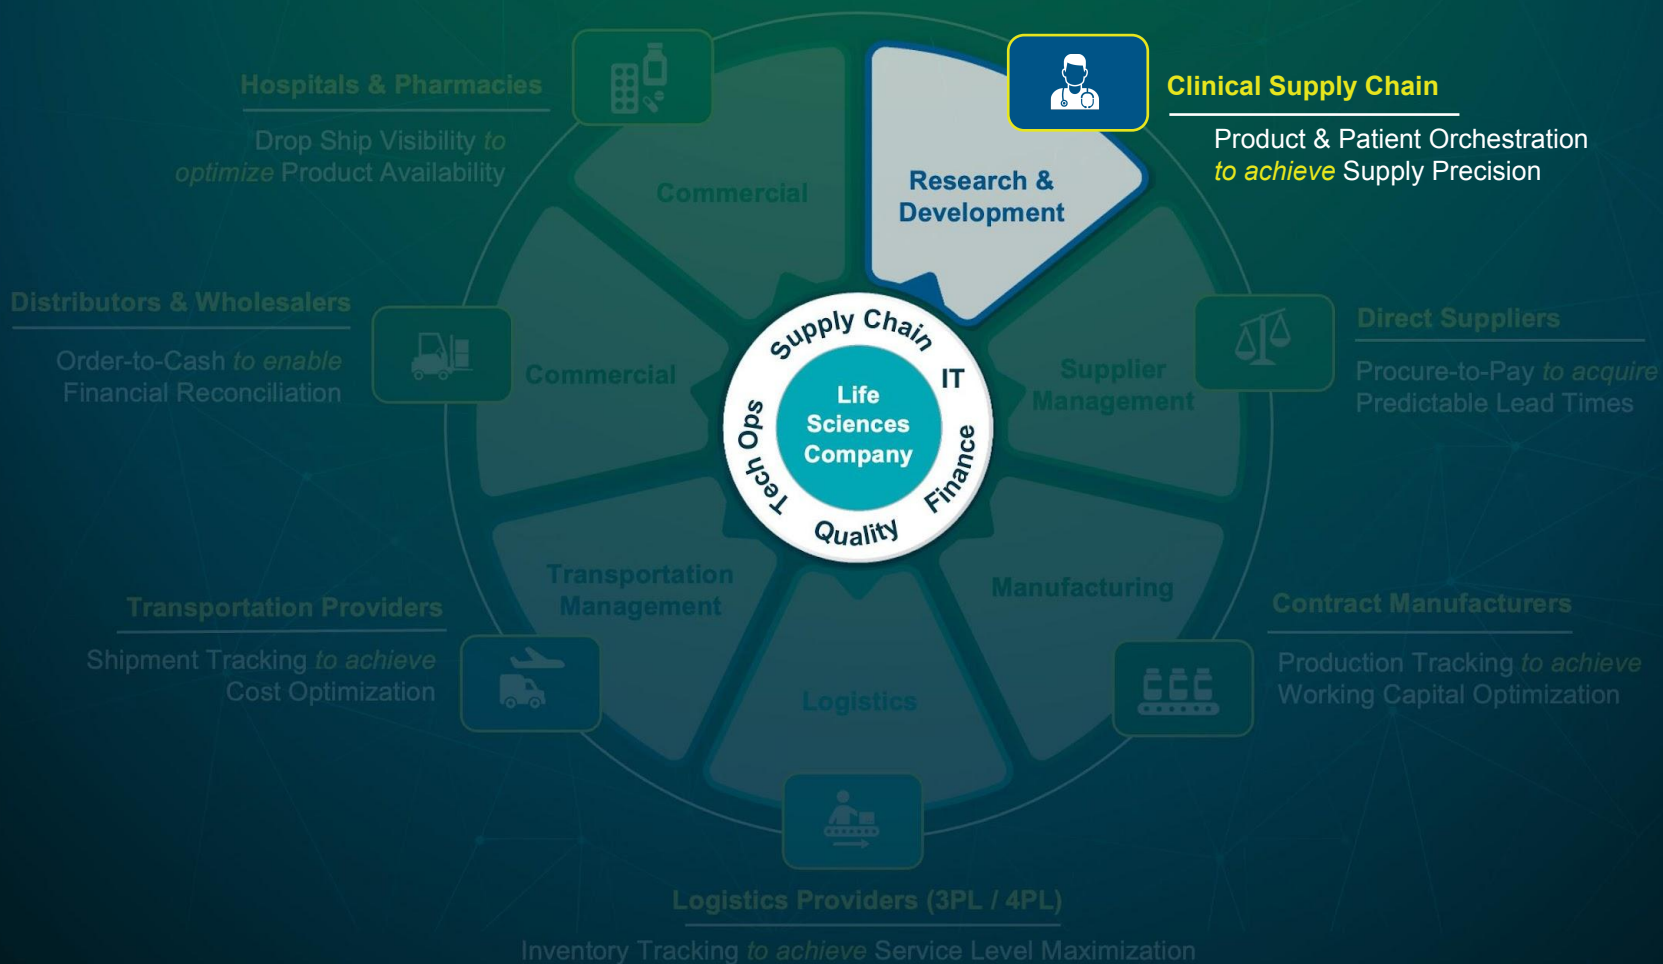 Hospitals & Pharmacies
Drop Ship Visibility to
optimize Product Availability
Commercial
Research &
Development
Clinical Supply Chain
Product & Patient Orchestration
to achieve Supply Precision
Distributors & Wholesalers
Order-to-Cash to enable
Financial Reconciliation
Commercial
Supply Chain
IT
Finance
Quality
Tech Ops
Life
Sciences
Company
Supplier
Management
Direct Suppliers
Procure-to-Pay to acquire
Predictable Lead Times
Transportation Providers
Shipment Tracking to achieve
Cost Optimization
Transportation
Management
Logistics
Manufacturing
Contract Manufacturers
Production Tracking to achieve
Working Capital Optimization
Logistics Providers (3PL / 4PL)
Inventory Tracking to achieve Service Level Maximization